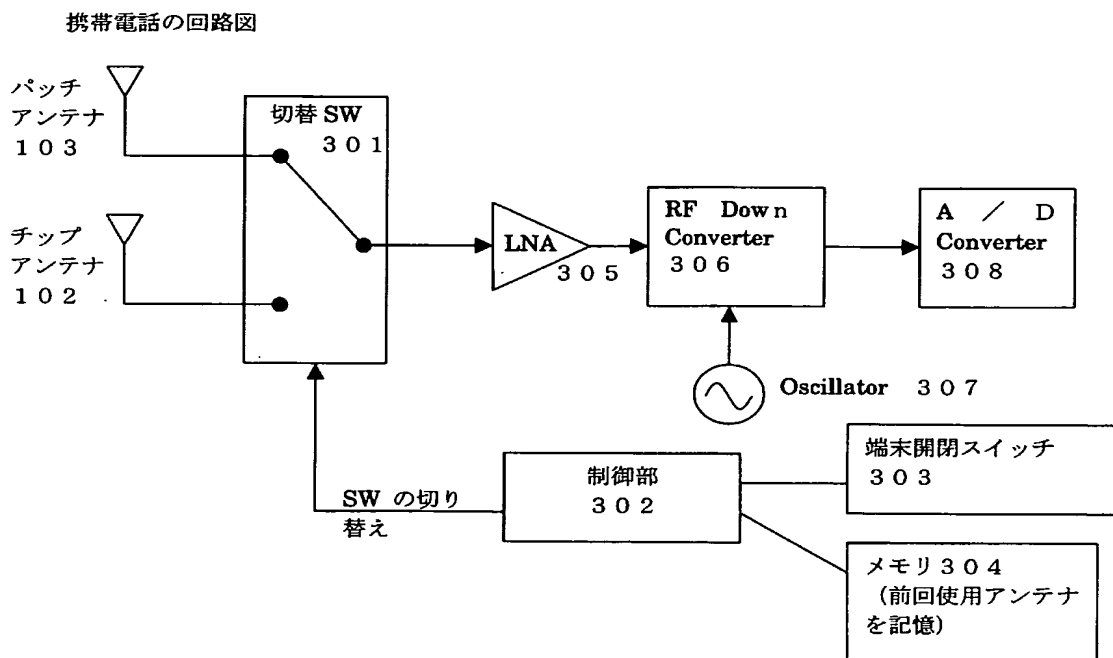 携帯電話の回路図
パッチ
アンテナ
１０３
切替 SW
３０１
チップ
アンテナ
１０２
LNA
３０５
RF Down
Converter
３０６
A ／ D
Converter
３０８
Oscillator ３０７
SW の切り
替え
制御部
３０２
端末開閉スイッチ
３０３
メモリ３０４
（前回使用アンテナ
を記憶）